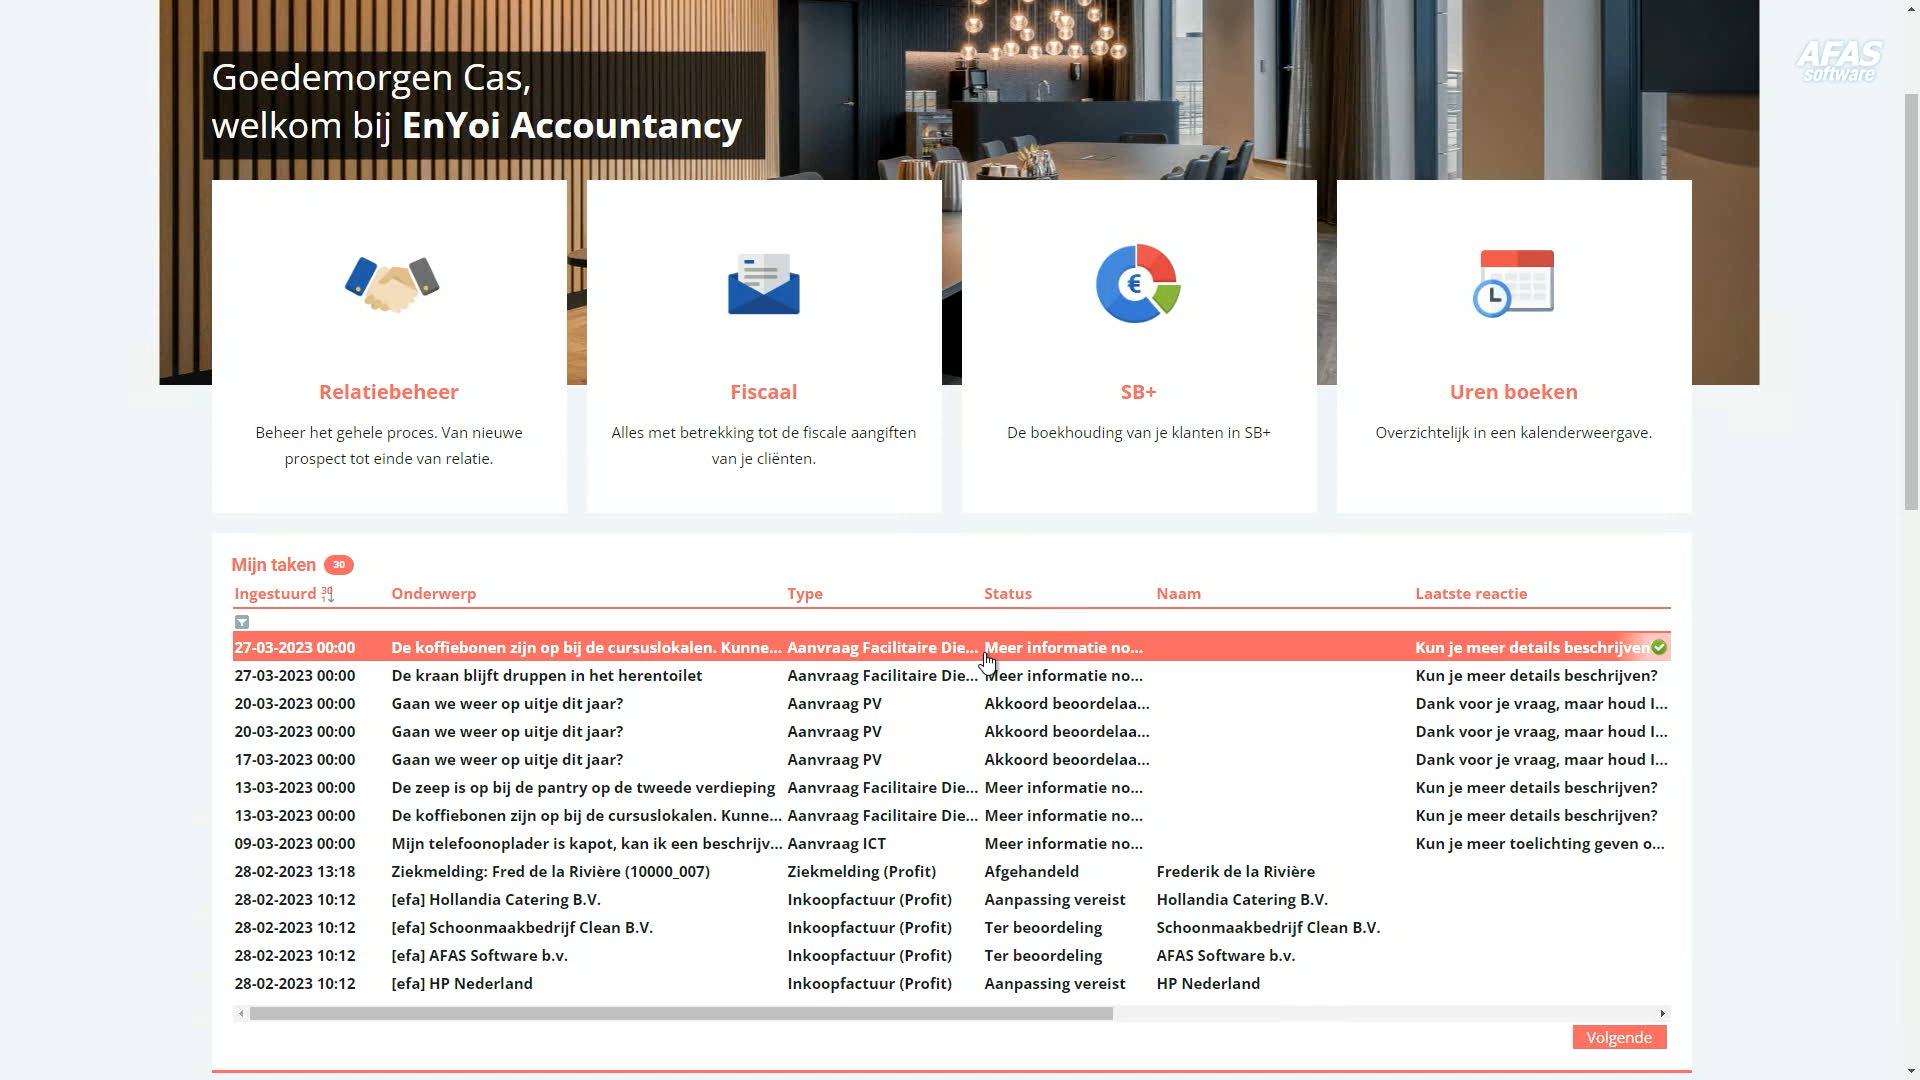 AFAS
software
Goedemorgen Cas,
welkom bij EnYoi Accountancy
Relatiebeheer
Beheer het gehele proces. Van nieuwe
prospect tot einde van relatie.
Fiscaal
Alles met betrekking tot de fiscale aangiften
van je cliënten.
SB+
De boekhouding van je klanten in SB+
Uren boeken
Overzichtelijk in een kalenderweergave.
Mijn taken 30
Ingestuurd Onderwerp Type Status Naam Laatste reactie
27-03-2023 00:00 De koffiebonen zijn op bij de cursuslokalen. Kunne... Aanvraag Facilitaire Die... Meer informatie no... Kun je meer details beschrijven
27-03-2023 00:00 De kraan blijft druppen in het herentoilet Aanvraag Facilitaire Die... Meer informatie no... Kun je meer details beschrijven?
20-03-2023 00:00 Gaan we weer op uitje dit jaar? Aanvraag PV Akkoord beoordelaa... Dank voor je vraag, maar houd l...
20-03-2023 00:00 Gaan we weer op uitje dit jaar? Aanvraag PV Akkoord beoordelaa... Dank voor je vraag, maar houd l...
17-03-2023 00:00 Gaan we weer op uitje dit jaar? Aanvraag PV Akkoord beoordelaa... Dank voor je vraag, maar houd l...
13-03-2023 00:00 De zeep is op bij de pantry op de tweede verdieping Aanvraag Facilitaire Die... Meer informatie no... Kun je meer details beschrijven?
13-03-2023 00:00 De koffiebonen zijn op bij de cursuslokalen. Kunne... Aanvraag Facilitaire Die... Meer informatie no... Kun je meer details beschrijven?
09-03-2023 00:00 Mijn telefoonoplader is kapot, kan ik een beschrijv... Aanvraag ICT Meer informatie no... Kun je meer toelichting geven o...
28-02-2023 13:18 Ziekmelding: Fred de la Rivière (10000_007) Ziekmelding (Profit) Afgehandeld Frederik de la Rivière
28-02-2023 10:12 [efa] Hollandia Catering B.V. Inkoopfactuur (Profit) Aanpassing vereist Hollandia Catering B.V.
28-02-2023 10:12 [efa] Schoonmaakbedrijf Clean B.V. Inkoopfactuur (Profit) Ter beoordeling Schoonmaakbedrijf Clean B.V.
28-02-2023 10:12 [efa] AFAS Software b.v. Inkoopfactuur (Profit) Ter beoordeling AFAS Software b.v.
28-02-2023 10:12 [efa] HP Nederland Inkoopfactuur (Profit) Aanpassing vereist HP Nederland
Volgende